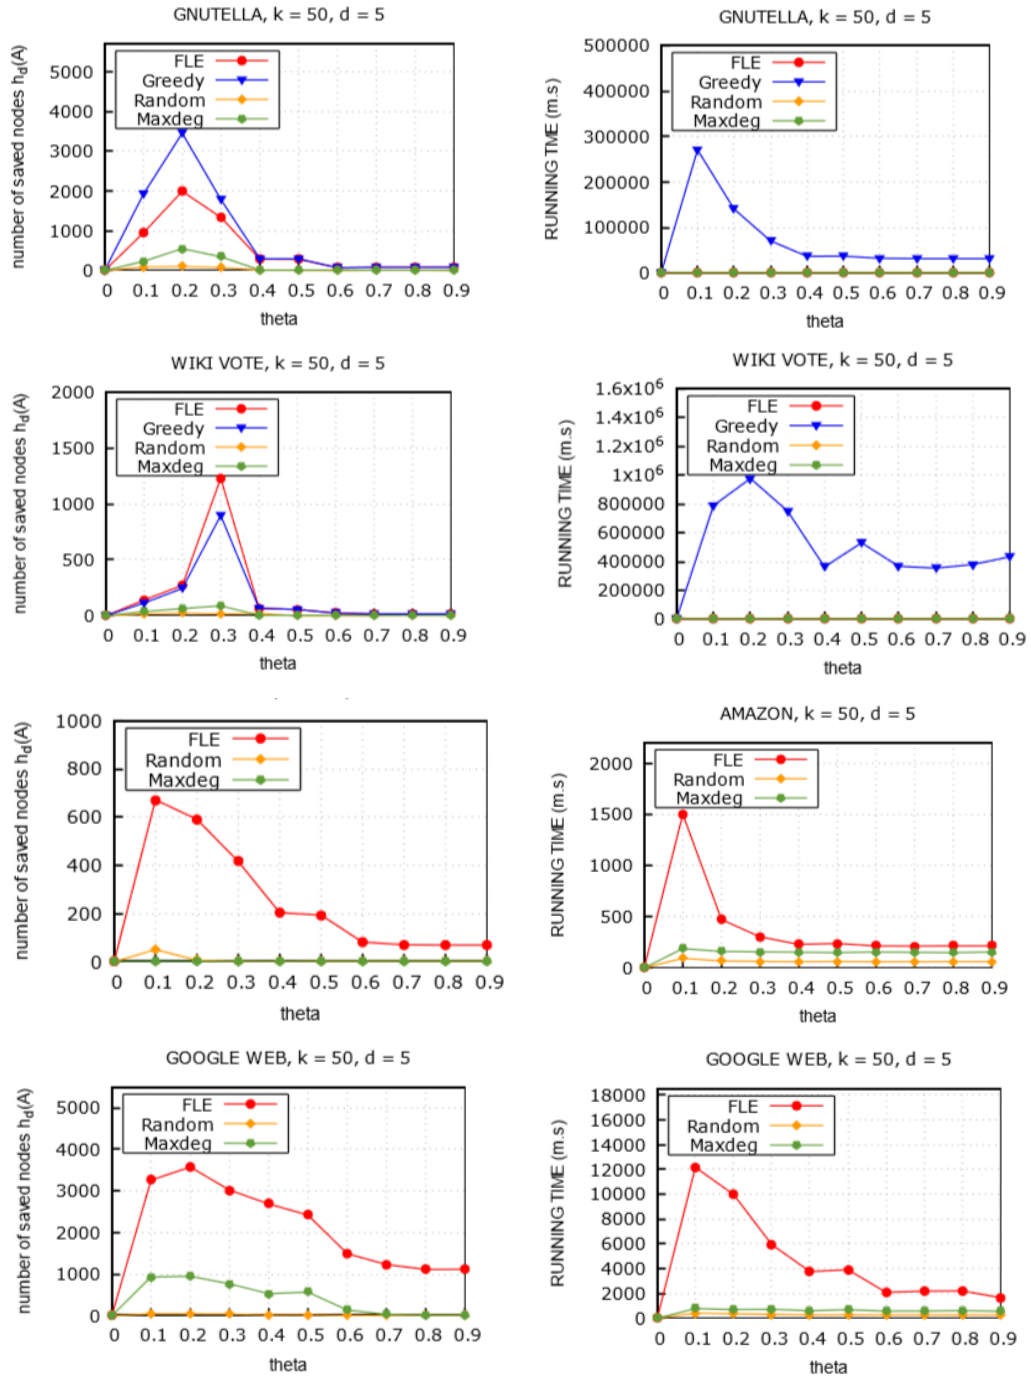 GNUTELLA, k = 50, d = 5
number of saved nodes h_d(A)
5000
4000
3000
2000
1000
0
FLE
Greedy
Random
Maxdeg
0 0.1 0.2 0.3 0.4 0.5 0.6 0.7 0.8 0.9
theta
GNUTELLA, k = 50, d = 5
RUNNING TME (m.s)
500000
400000
300000
200000
100000
0
FLE
Greedy
Random
Maxdeg
0 0.1 0.2 0.3 0.4 0.5 0.6 0.7 0.8 0.9
theta
WIKI VOTE, k = 50, d = 5
number of saved nodes h_d(A)
2000
1500
1000
500
0
FLE
Greedy
Random
Maxdeg
0 0.1 0.2 0.3 0.4 0.5 0.6 0.7 0.8 0.9
theta
WIKI VOTE, k = 50, d = 5
RUNNING TIME (m.s)
1.6x10^6
1.4x10^6
1.2x10^6
1x10^6
800000
600000
400000
200000
0
FLE
Greedy
Random
Maxdeg
0 0.1 0.2 0.3 0.4 0.5 0.6 0.7 0.8 0.9
theta
number of saved nodes h_d(A)
1000
800
600
400
200
0
FLE
Random
Maxdeg
0 0.1 0.2 0.3 0.4 0.5 0.6 0.7 0.8 0.9
theta
AMAZON, k = 50, d = 5
RUNNING TIME (m.s)
2000
1500
1000
500
0
FLE
Random
Maxdeg
0 0.1 0.2 0.3 0.4 0.5 0.6 0.7 0.8 0.9
theta
GOOGLE WEB, k = 50, d = 5
number of saved nodes h_d(A)
5000
4000
3000
2000
1000
0
FLE
Random
Maxdeg
0 0.1 0.2 0.3 0.4 0.5 0.6 0.7 0.8 0.9
theta
GOOGLE WEB, k = 50, d = 5
RUNNING TIME (m.s)
18000
16000
14000
12000
10000
8000
6000
4000
2000
0
FLE
Random
Maxdeg
0 0.1 0.2 0.3 0.4 0.5 0.6 0.7 0.8 0.9
theta